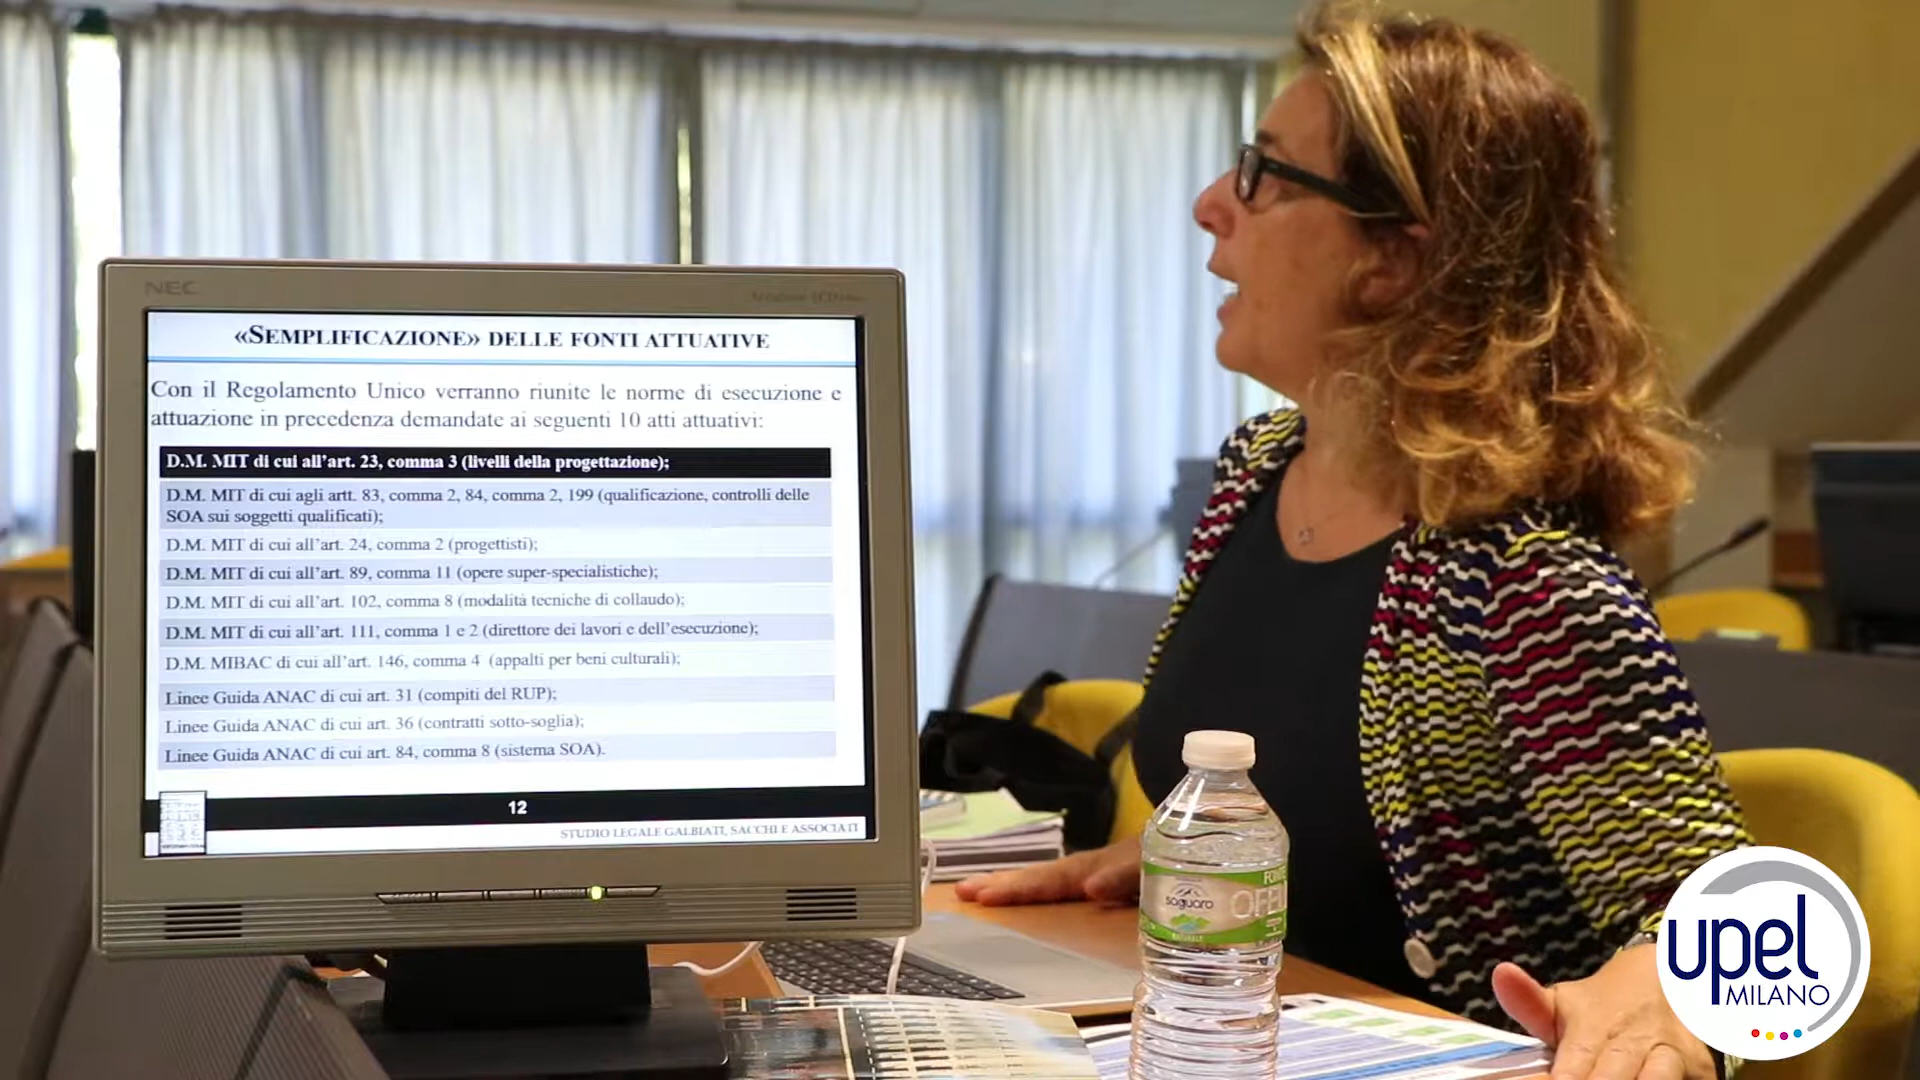 NEC
«SEMPLIFICAZIONE» DELLE FONTI ATTUATIVE
Con il Regolamento Unico verranno riunite le norme di esecuzione e
attuazione in precedenza demandate ai seguenti 10 atti attuativi:
D.M. MIT di cui all'art. 23, comma 3 (livelli della progettazione);
D.M. MIT di cui agli artt. 83, comma 2, 84, comma 2, 199 (qualificazione, controlli delle
SOA sui soggetti qualificati);
D.M. MIT di cui all'art. 24, comma 2 (progettisti);
D.M. MIT di cui all'art. 89, comma 11 (opere super-specialistiche);
D.M. MIT di cui all'art. 102, comma 8 (modalità tecniche di collaudo);
D.M. MIT di cui all'art. 111, comma 1 e 2 (direttore dei lavori e dell'esecuzione);
D.M. MIBAC di cui all'art. 146, comma 4 (appalti per beni culturali);
Linee Guida ANAC di cui art. 31 (compiti del RUP);
Linee Guida ANAC di cui art. 36 (contratti sotto-soglia);
Linee Guida ANAC di cui art. 84, comma 8 (sistema SOA).
12
STUDIO LEGALE GALBIATI, SACCHI E ASSOCIATI
saguaro
NATURALE
upel
MILANO